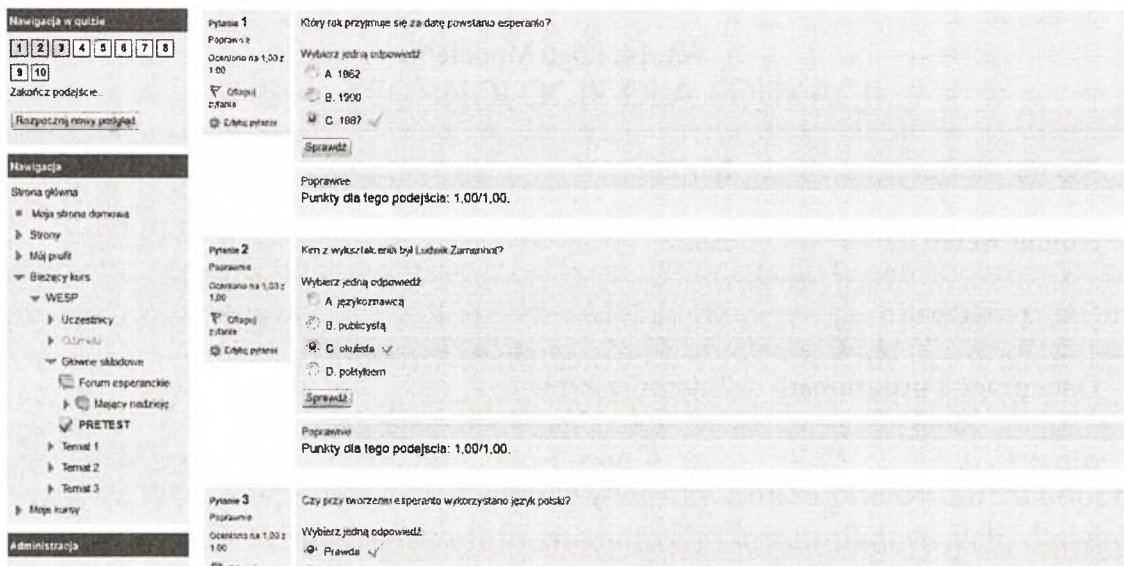 Nawigacja w quizie
1 2 3 4 5 6 7 8
9 10
Zakończ podejście..
Rozpocznij nowy podgląd
Nawigacja
Strona główna
Moja strona domowa
Strony
Mój profil
Bieżący kurs
WESP
Uczestnicy
Odznaki
Główne składowe
Forum esperanckie
Mający nadzieję
PRETEST
Temat 1
Temat 2
Temat 3
Moje kursy
Administracja
Pytanie 1
Poprawnie
Oceniono na 1,00 z
1,00
Oflaguj
pytanie
Edytuj pytanie
Który rok przyjmuje się za datę powstania esperanto?
Wybierz jedną odpowiedź
A. 1862
B. 1900
C. 1887
Sprawdź
Poprawnie
Punkty dla tego podejścia: 1,00/1,00.
Pytanie 2
Poprawnie
Oceniono na 1,00 z
1,00
Oflaguj
pytanie
Edytuj pytanie
Kim z wykształcenia był Ludwik Zamenhof?
Wybierz jedną odpowiedź
A. językoznawcą
B. publicystą
C. okulistą
D. politykiem
Sprawdź
Poprawnie
Punkty dla tego podejścia: 1,00/1,00.
Pytanie 3
Poprawnie
Oceniono na 1,00 z
1,00
Czy przy tworzeniu esperanto wykorzystano język polski?
Wybierz jedną odpowiedź
Prawda